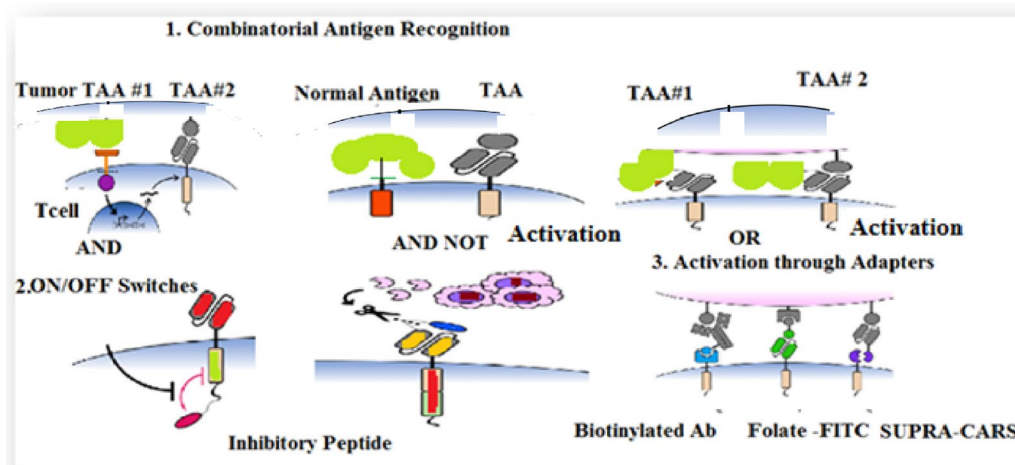 1. Combinatorial Antigen Recognition
Tumor TAA #1 TAA#2
Normal Antigen TAA
TAA#1 TAA# 2
Tcell
AND
AND NOT Activation
OR Activation
2.ON/OFF Switches
3. Activation through Adapters
Inhibitory Peptide
Biotinylated Ab Folate -FITC SUPRA-CARS